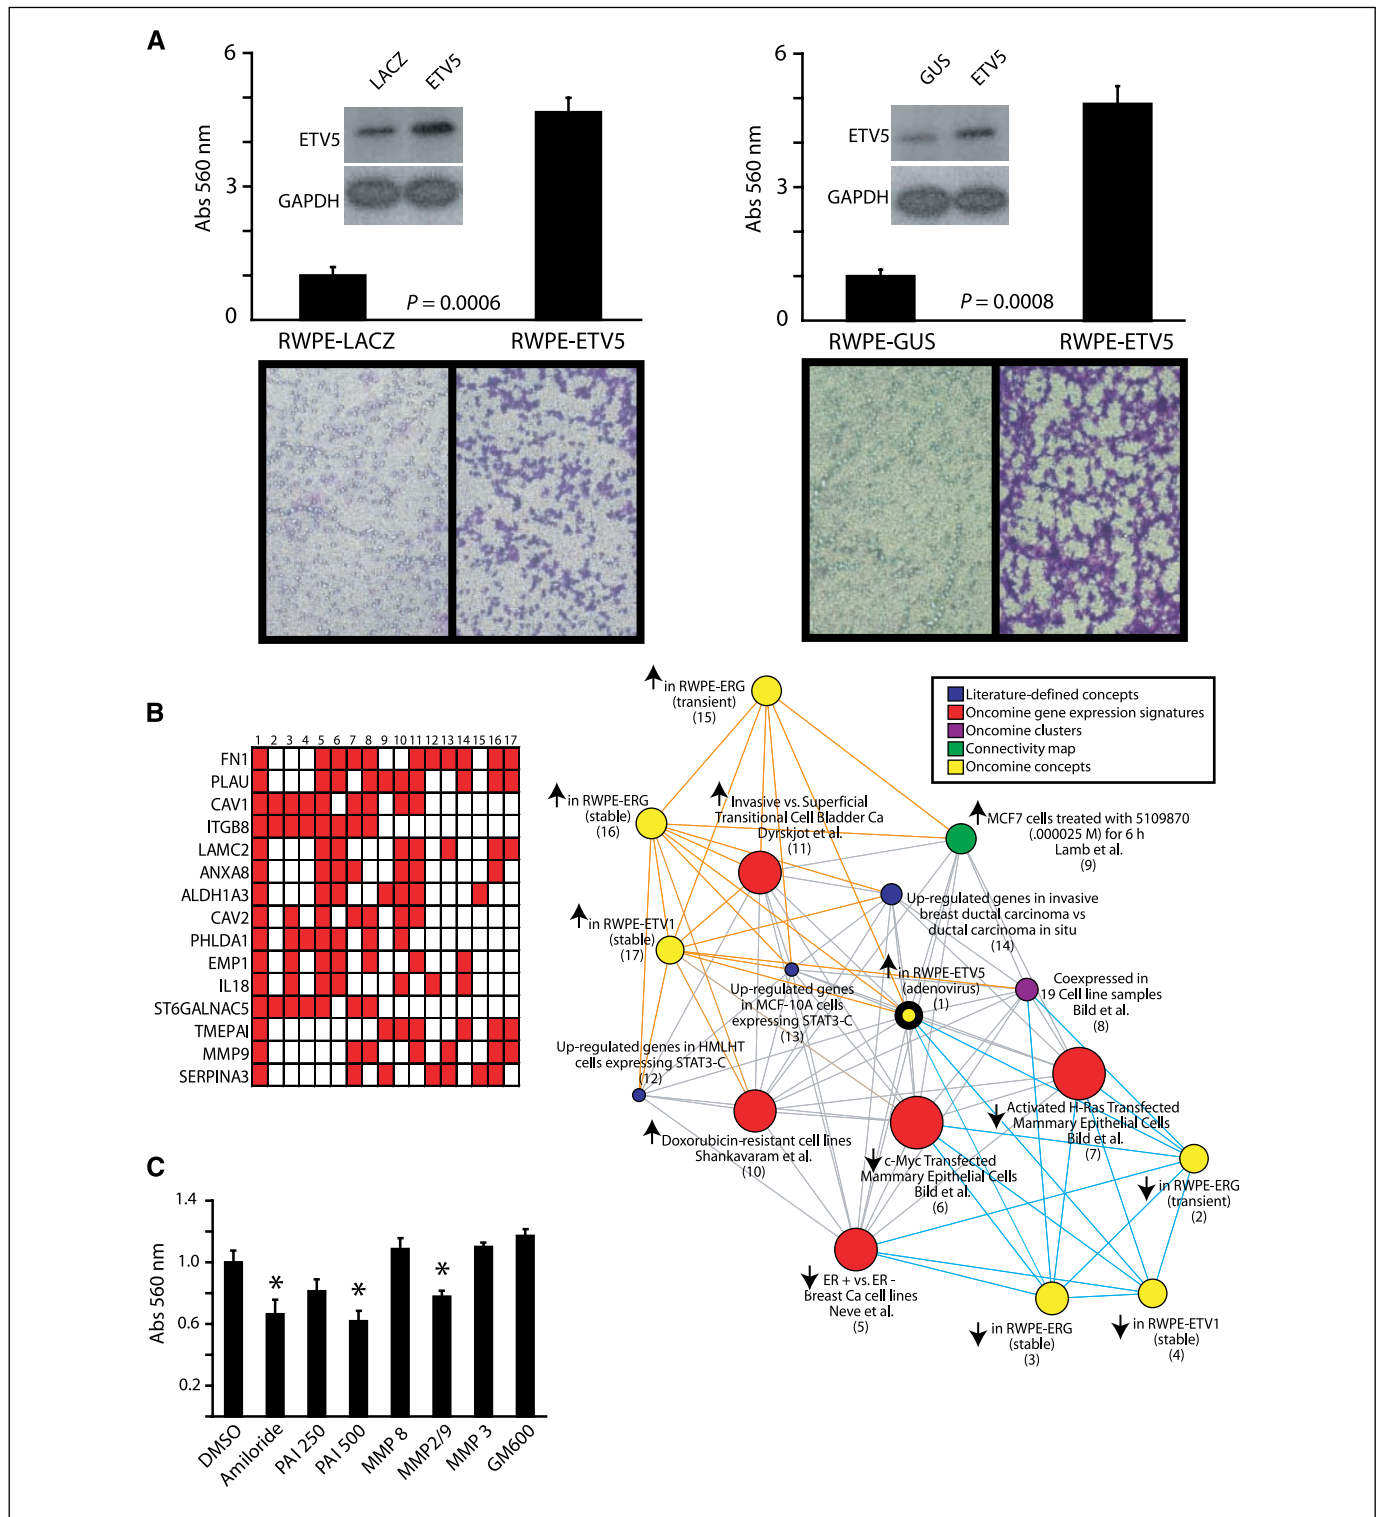 A
6
3
0
Abs 560 nm
LACZ
ETV5
ETV5
GAPDH
P = 0.0006
RWPE-LACZ
RWPE-ETV5
6
3
0
Abs 560 nm
GUS
ETV5
ETV5
GAPDH
P = 0.0008
RWPE-GUS
RWPE-ETV5
B
1 2 3 4 5 6 7 8 9 10 11 12 13 14 15 16 17
FN1
PLAU
CAV1
ITGB8
LAMC2
ANXA8
ALDH1A3
CAV2
PHLDA1
EMP1
IL18
ST6GALNAC5
TMEPAI
MMP9
SERPINA3
Literature-defined concepts
Oncomine gene expression signatures
Oncomine clusters
Connectivity map
Oncomine concepts
in RWPE-ERG
(transient)
(15)
in RWPE-ERG
(stable)
(16)
Invasive vs. Superficial
Transitional Cell Bladder Ca
Dyrskjot et al.
(11)
MCF7 cells treated with 5109870
(.000025 M) for 6 h
Lamb et al.
(9)
Up-regulated genes in invasive
breast ductal carcinoma vs
ductal carcinoma in situ
(14)
in RWPE-ETV1
(stable)
(17)
in RWPE-ETV5
(adenovirus)
(1)
Coexpressed in
19 Cell line samples
Bild et al.
(8)
Up-regulated genes
in MCF-10A cells
expressing STAT3-C
(13)
Up-regulated genes in HMLHT
cells expressing STAT3-C
(12)
Activated H-Ras Transfected
Mammary Epithelial Cells
Bild et al.
(7)
Doxorubicin-resistant cell lines
Shankavaram et al.
(10)
c-Myc Transfected
Mammary Epithelial Cells
Bild et al.
(6)
in RWPE-ERG
(transient)
(2)
ER + vs. ER -
Breast Ca cell lines
Neve et al.
(5)
in RWPE-ERG
(stable)
(3)
in RWPE-ETV1
(stable)
(4)
C
1.4
1.0
0.6
0.2
Abs 560 nm
*
*
*
DMSO
Amiloride
PAI 250
PAI 500
MMP 8
MMP2/9
MMP 3
GM600